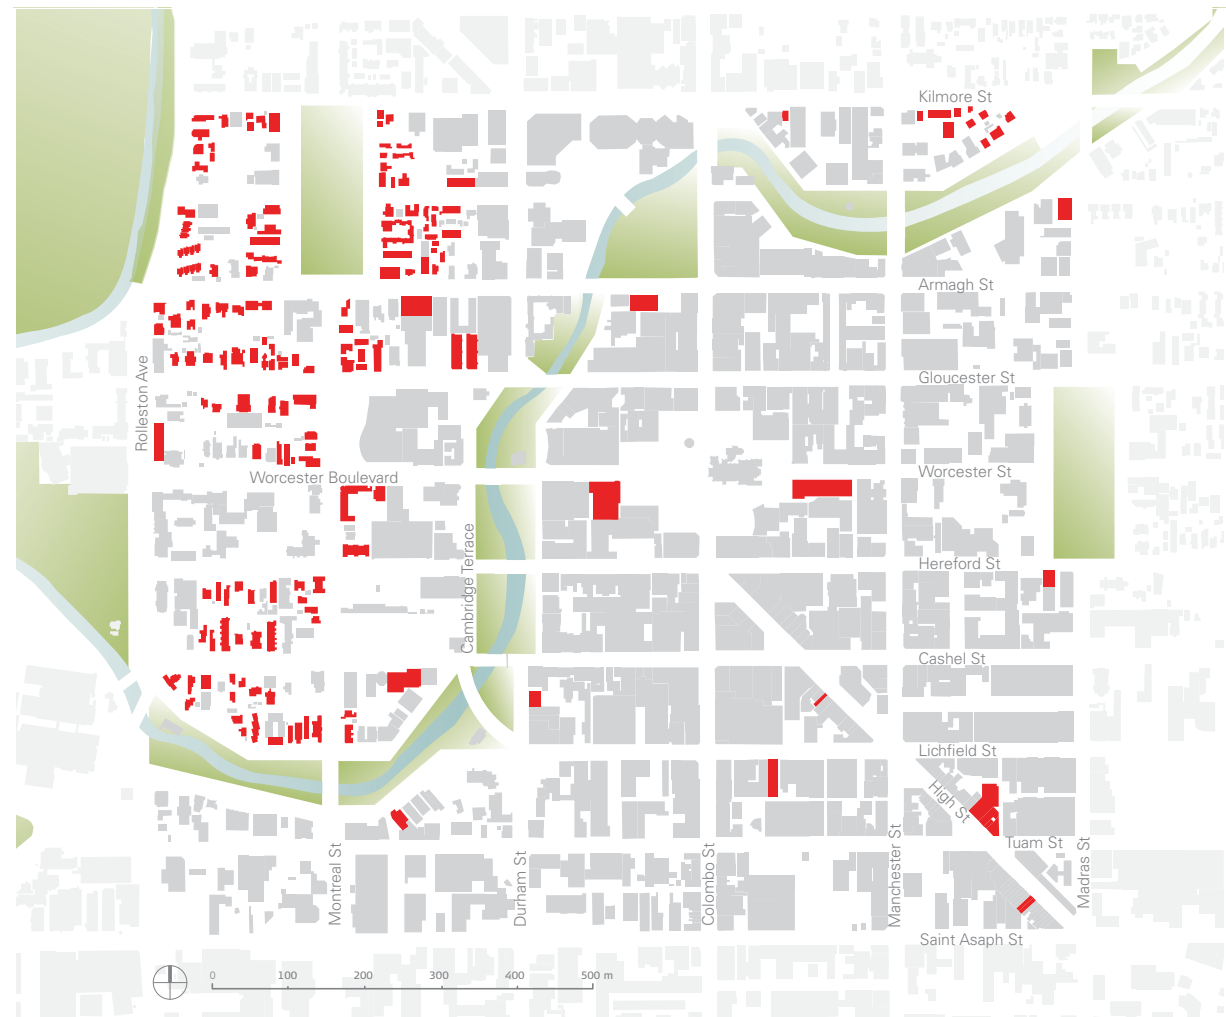 Kilmore St
Armagh St
Rolleston Ave
Gloucester St
Worcester Boulevard
Worcester St
Cambridge Terrace
Hereford St
Cashel St
Lichfield St
High St
Tuam St
Montreal St
Durham St
Colombo St
Manchester St
Madras St
Saint Asaph St
0 100 200 300 400 500 m